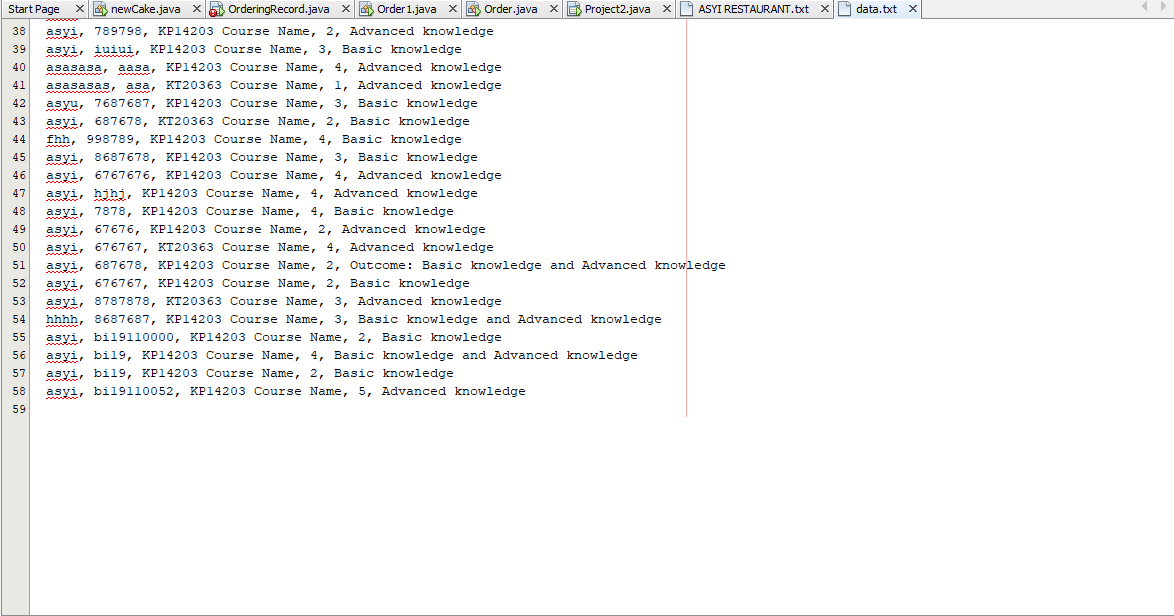 Start Page newCake.java OrderingRecord.java Order1.java Order.java Project2.java ASYI RESTAURANT.txt data.txt
38 asyi, 789798, KP14203 Course Name, 2, Advanced knowledge
39 asyi, iuiui, KP14203 Course Name, 3, Basic knowledge
40 asasasa, aasa, KP14203 Course Name, 4, Advanced knowledge
41 asasasas, asa, KT20363 Course Name, 1, Advanced knowledge
42 asyu, 7687687, KP14203 Course Name, 3, Basic knowledge
43 asyi, 687678, KT20363 Course Name, 2, Basic knowledge
44 fhh, 998789, KP14203 Course Name, 4, Basic knowledge
45 asyi, 8687678, KP14203 Course Name, 3, Basic knowledge
46 asyi, 6767676, KP14203 Course Name, 4, Advanced knowledge
47 asyi, hjhj, KP14203 Course Name, 4, Advanced knowledge
48 asyi, 7878, KP14203 Course Name, 4, Basic knowledge
49 asyi, 67676, KP14203 Course Name, 2, Advanced knowledge
50 asyi, 676767, KT20363 Course Name, 4, Advanced knowledge
51 asyi, 687678, KP14203 Course Name, 2, Outcome: Basic knowledge and Advanced knowledge
52 asyi, 676767, KP14203 Course Name, 2, Basic knowledge
53 asyi, 8787878, KT20363 Course Name, 3, Advanced knowledge
54 hhhh, 8687687, KP14203 Course Name, 3, Basic knowledge and Advanced knowledge
55 asyi, bi19110000, KP14203 Course Name, 2, Basic knowledge
56 asyi, bi19, KP14203 Course Name, 4, Basic knowledge and Advanced knowledge
57 asyi, bi19, KP14203 Course Name, 2, Basic knowledge
58 asyi, bi19110052, KP14203 Course Name, 5, Advanced knowledge
59